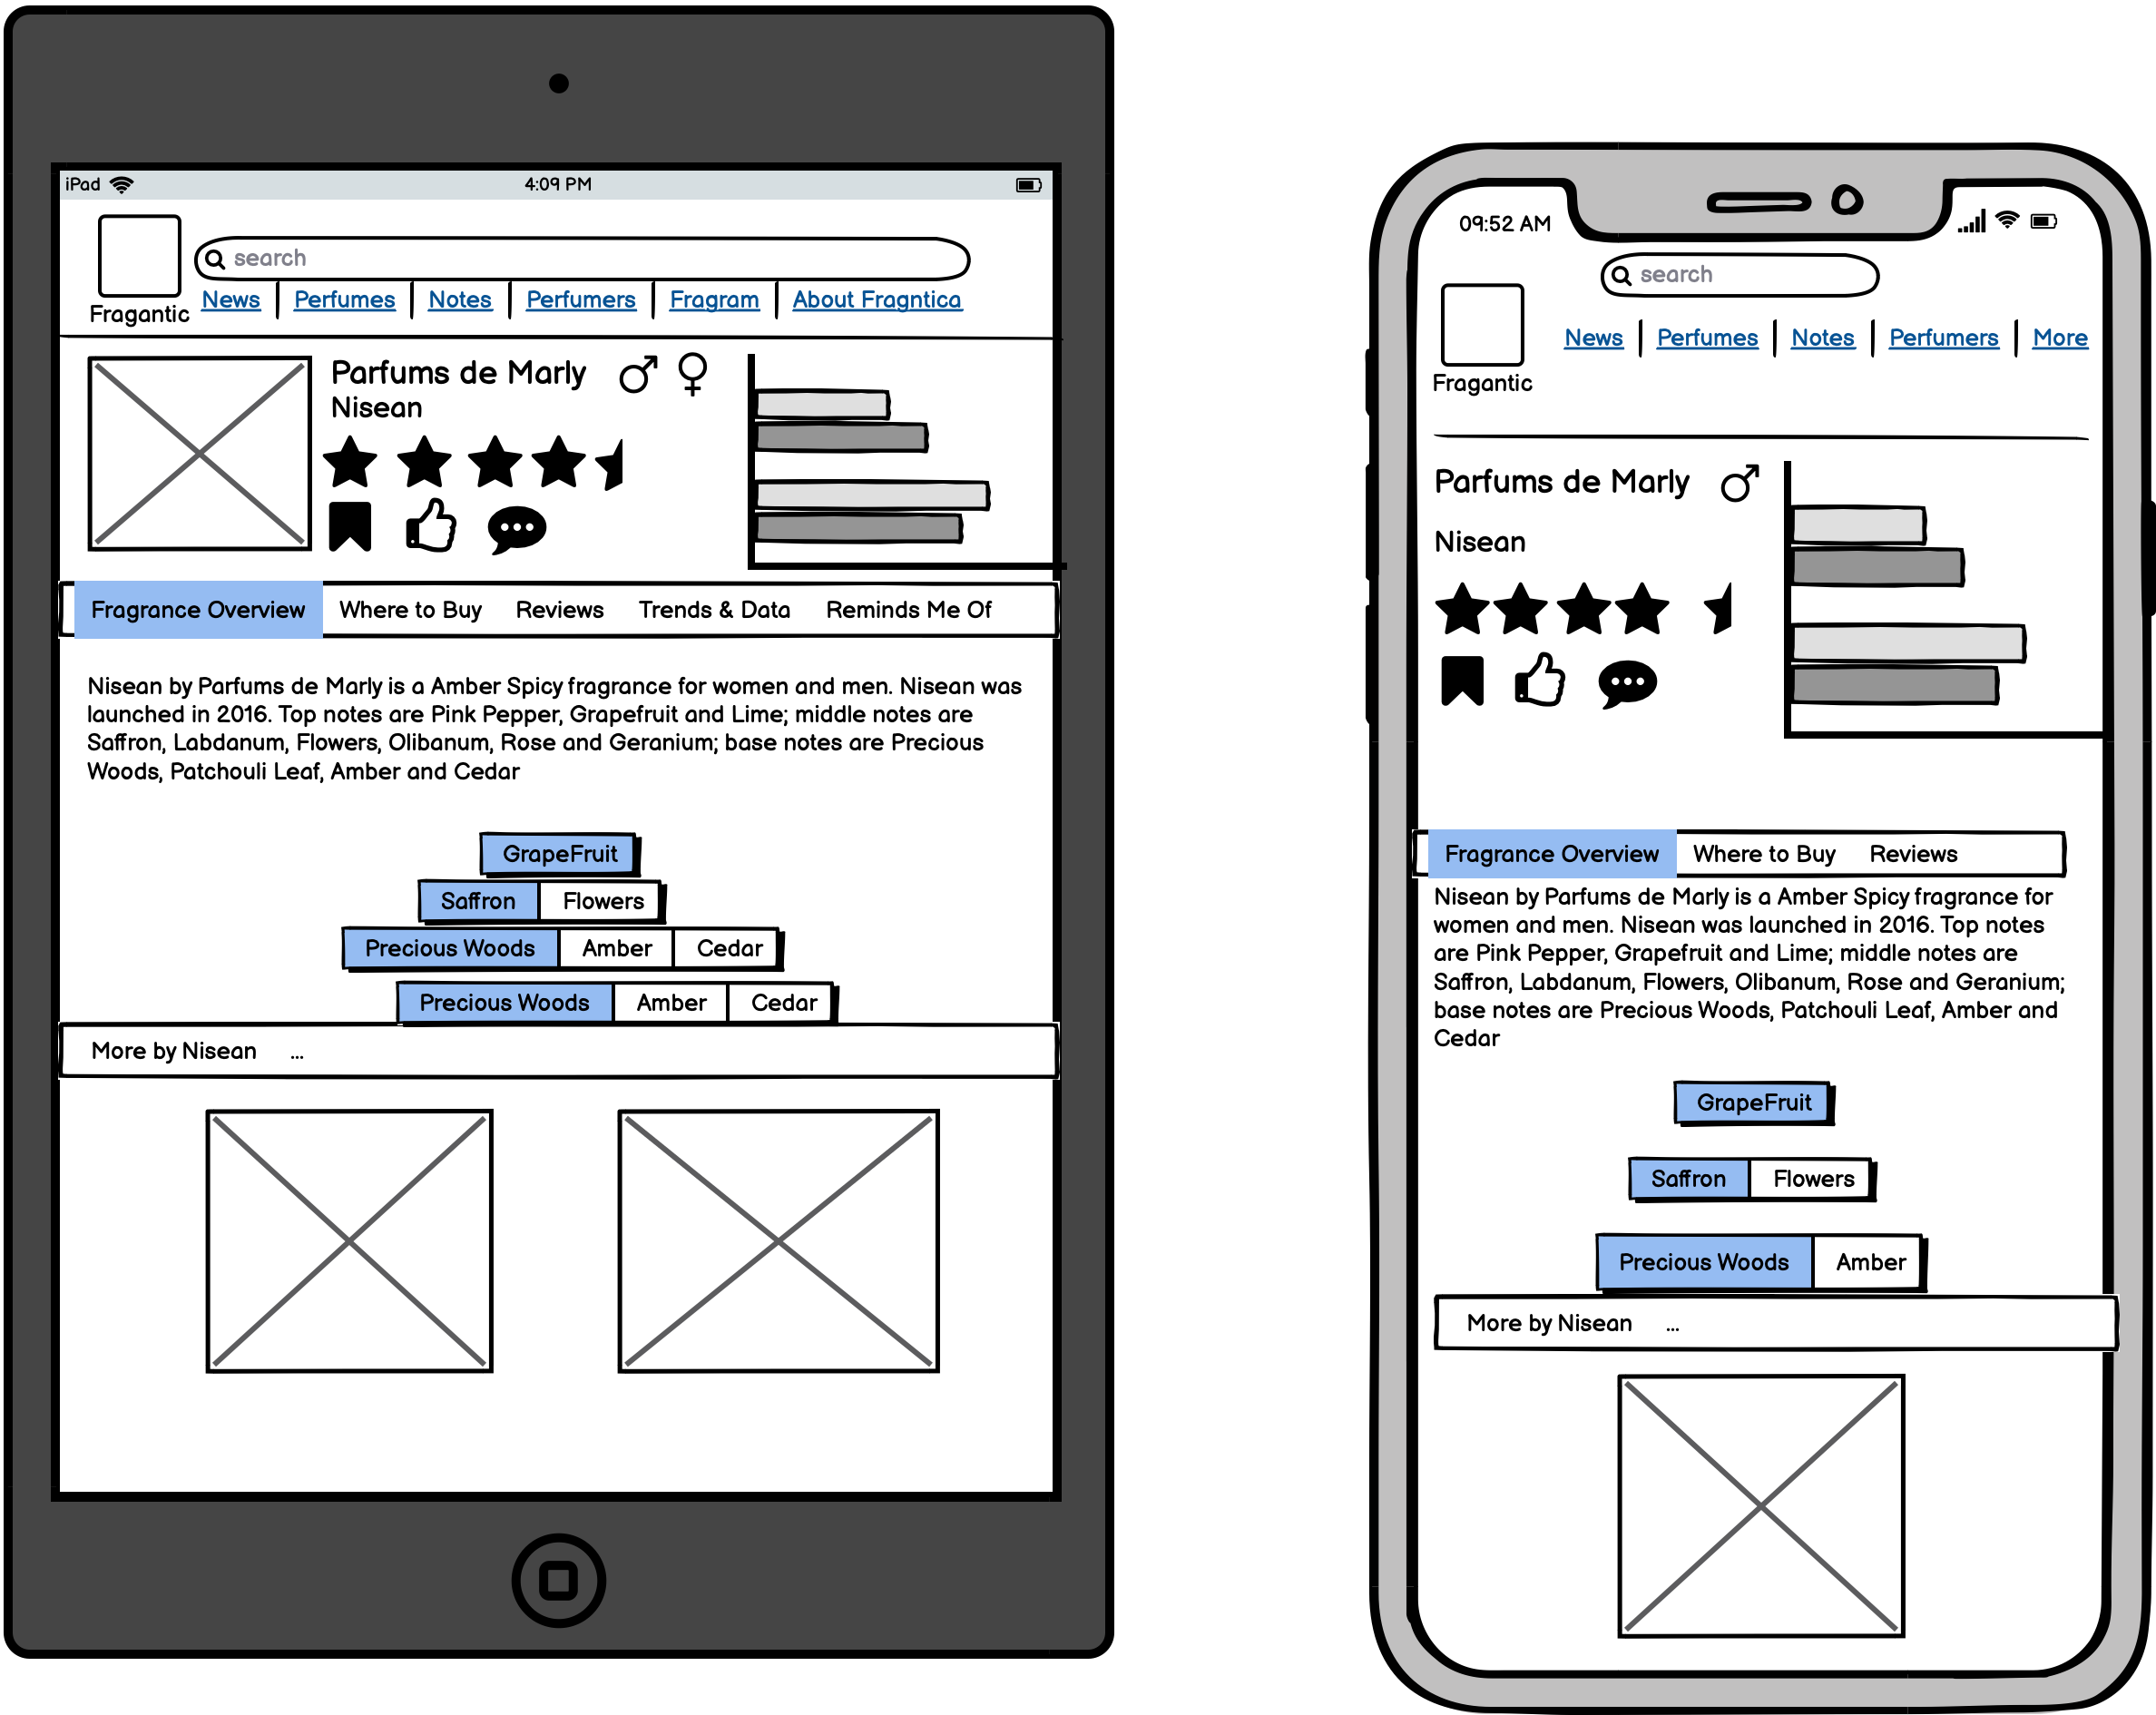 iPad 4:09 PM
search
Fragantic
News Perfumes Notes Perfumers Fragram About Fragntica
Parfums de Marly
Nisean
Fragrance Overview Where to Buy Reviews Trends & Data Reminds Me Of
Nisean by Parfums de Marly is a Amber Spicy fragrance for women and men. Nisean was
launched in 2016. Top notes are Pink Pepper, Grapefruit and Lime; middle notes are
Saffron, Labdanum, Flowers, Olibanum, Rose and Geranium; base notes are Precious
Woods, Patchouli Leaf, Amber and Cedar
GrapeFruit
Saffron Flowers
Precious Woods Amber Cedar
Precious Woods Amber Cedar
More by Nisean ...
09:52 AM
search
News Perfumes Notes Perfumers More
Fragantic
Parfums de Marly
Nisean
Fragrance Overview Where to Buy Reviews
Nisean by Parfums de Marly is a Amber Spicy fragrance for
women and men. Nisean was launched in 2016. Top notes
are Pink Pepper, Grapefruit and Lime; middle notes are
Saffron, Labdanum, Flowers, Olibanum, Rose and Geranium;
base notes are Precious Woods, Patchouli Leaf, Amber and
Cedar
GrapeFruit
Saffron Flowers
Precious Woods Amber
More by Nisean ...